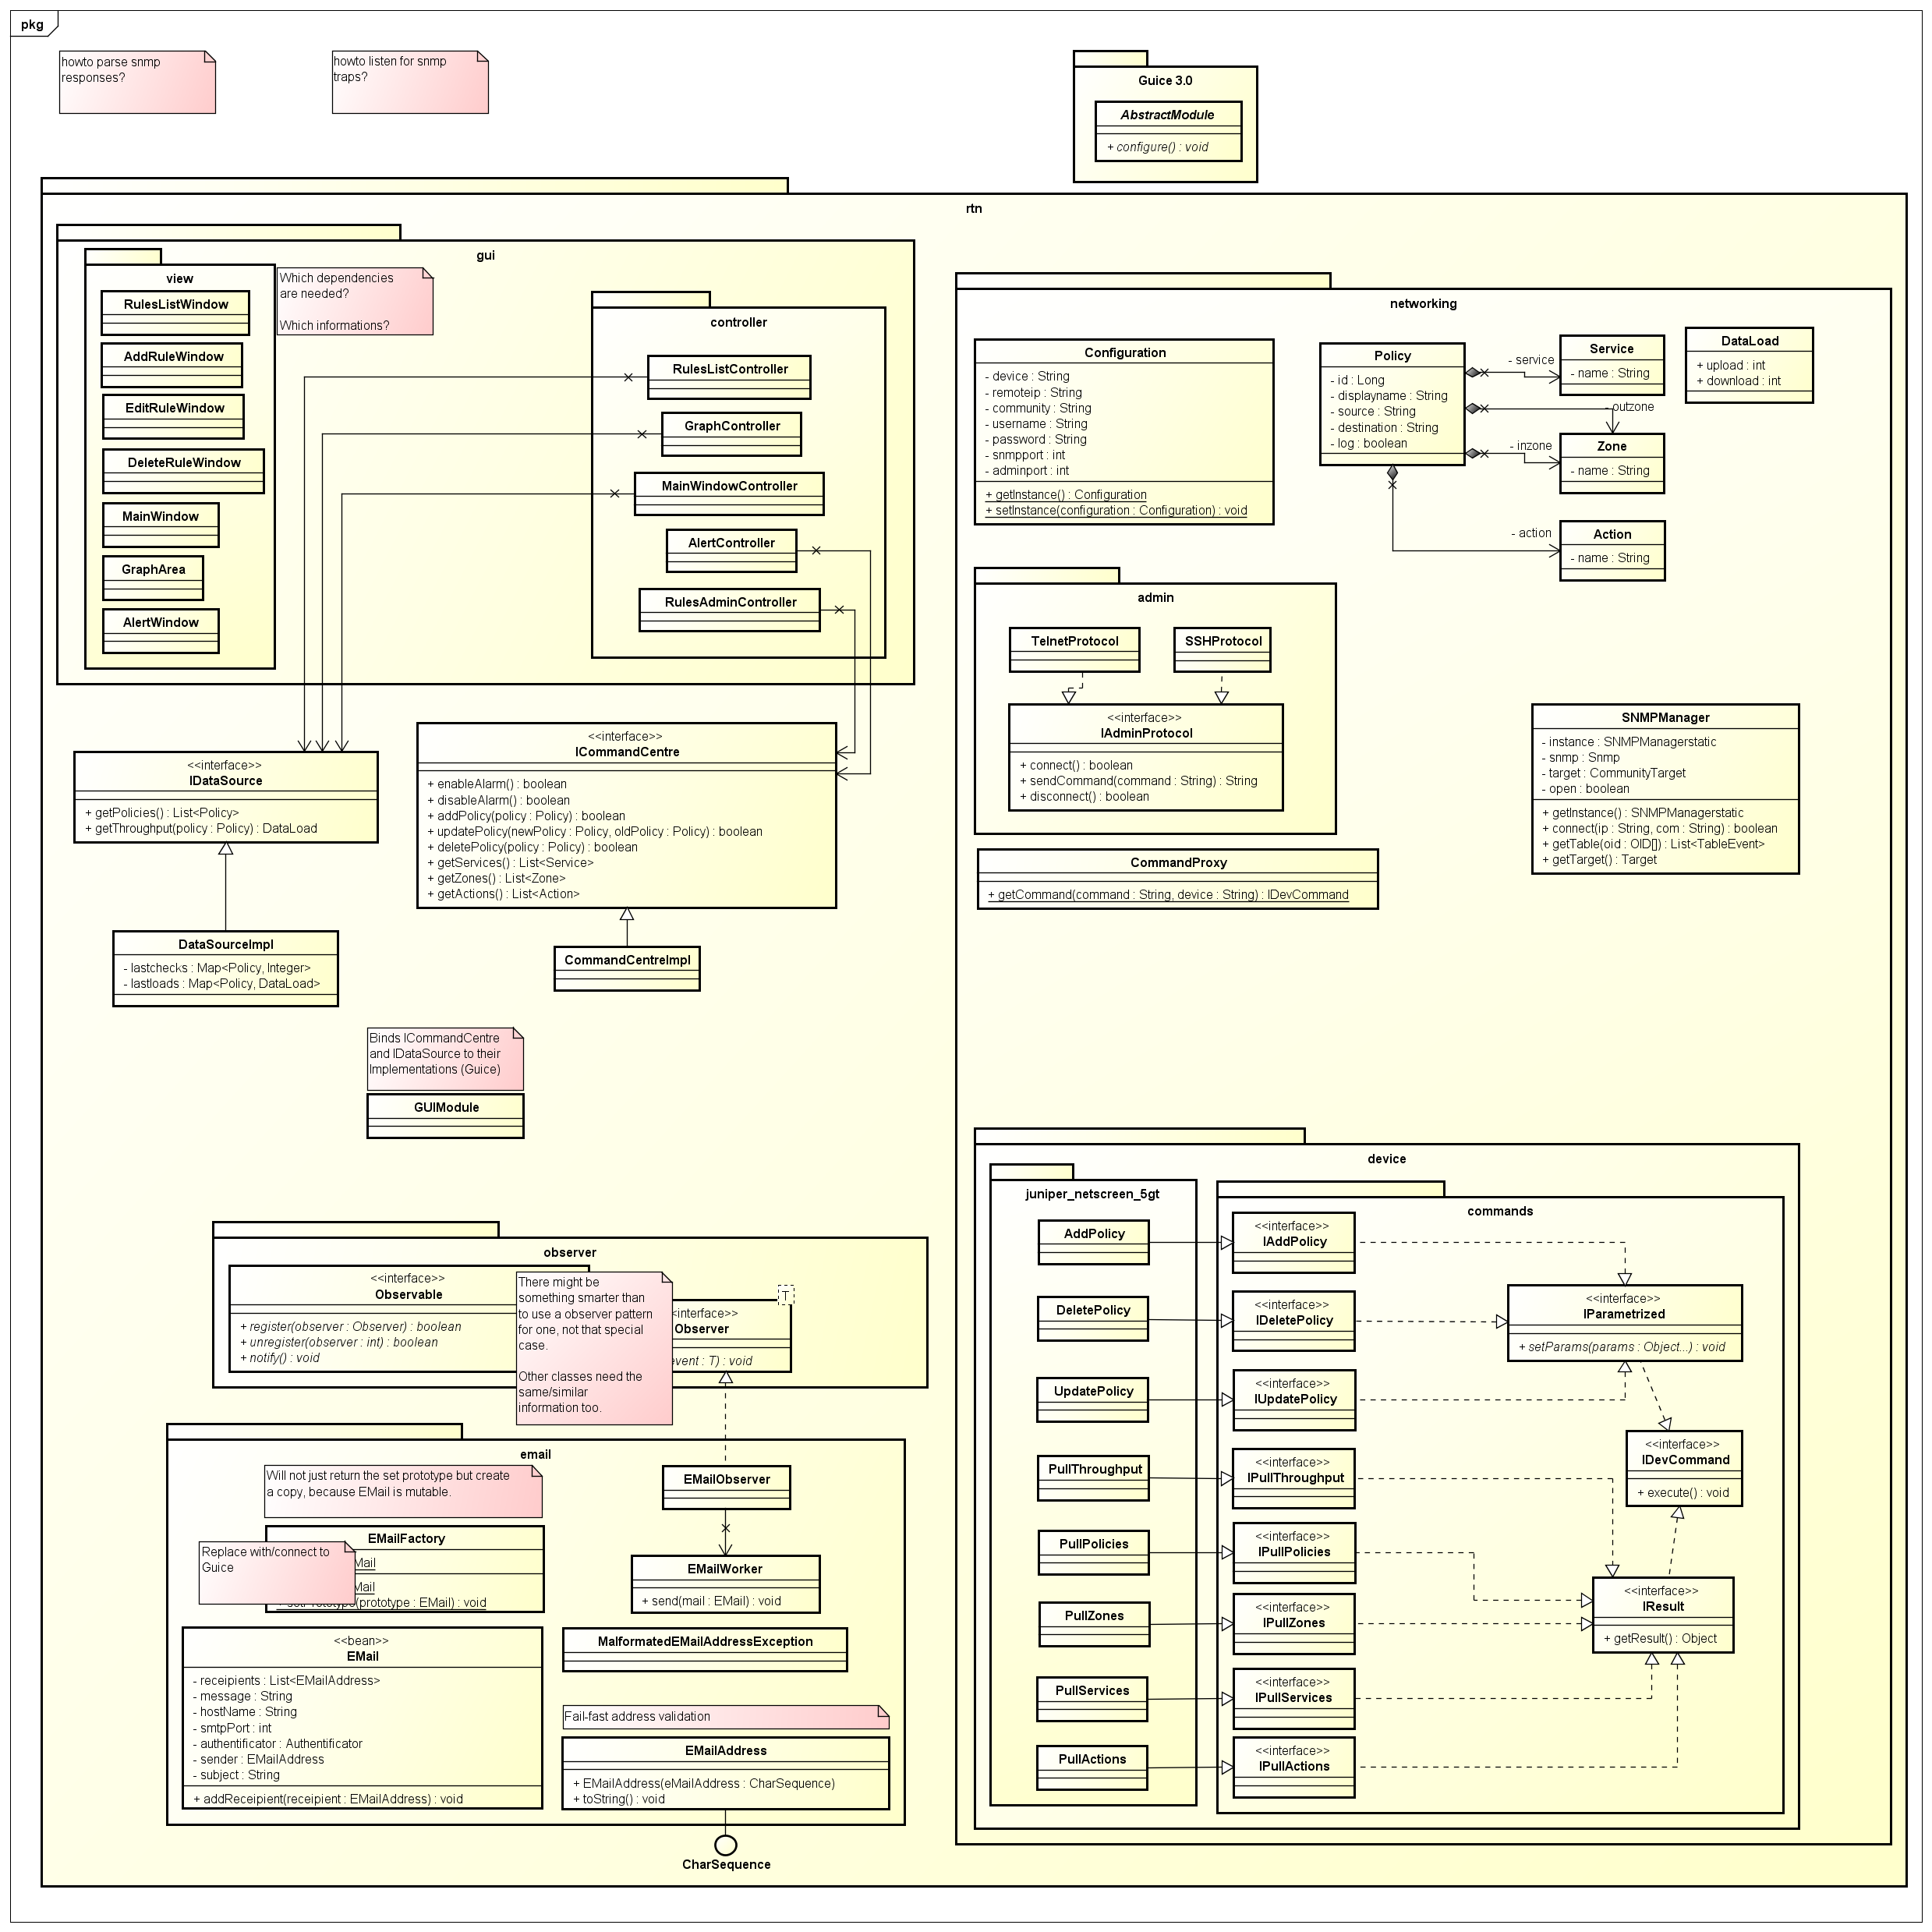 pkg
howto parse snmp
responses?
howto listen for snmp
traps?
Guice 3.0
AbstractModule
+ configure() : void
rtn
gui
view
RulesListWindow
AddRuleWindow
EditRuleWindow
DeleteRuleWindow
MainWindow
GraphArea
AlertWindow
Which dependencies
are needed?
Which informations?
controller
RulesListController
GraphController
MainWindowController
AlertController
RulesAdminController
<<interface>>
IDataSource
+ getPolicies() : List<Policy>
+ getThroughput(policy : Policy) : DataLoad
<<interface>>
ICommandCentre
+ enableAlarm() : boolean
+ disableAlarm() : boolean
+ addPolicy(policy : Policy) : boolean
+ updatePolicy(newPolicy : Policy, oldPolicy : Policy) : boolean
+ deletePolicy(policy : Policy) : boolean
+ getServices() : List<Service>
+ getZones() : List<Zone>
+ getActions() : List<Action>
DataSourceImpl
- lastchecks : Map<Policy, Integer>
- lastloads : Map<Policy, DataLoad>
CommandCentreImpl
Binds ICommandCentre
and IDataSource to their
Implementations (Guice)
GUIModule
observer
<<interface>>
Observable
+ register(observer : Observer) : boolean
+ unregister(observer : int) : boolean
+ notify() : void
There might be
something smarter than
to use a observer pattern
for one, not that special
case.
Other classes need the
same/similar
information too.
T
<interface>>
Observer
event : T) : void
email
Will not just return the set prototype but create
a copy, because EMail is mutable.
EMailFactory
Mail
Mail
prototype : EMail) : void
Replace with/connect to
Guice
<<bean>>
EMail
- receipients : List<EMailAddress>
- message : String
- hostName : String
- smtpPort : int
- authentificator : Authentificator
- sender : EMailAddress
- subject : String
+ addReceipient(receipient : EMailAddress) : void
EMailObserver
EMailWorker
+ send(mail : EMail) : void
MalformatedEMailAddressException
Fail-fast address validation
EMailAddress
+ EMailAddress(eMailAddress : CharSequence)
+ toString() : void
CharSequence
networking
Configuration
- device : String
- remoteip : String
- community : String
- username : String
- password : String
- snmpport : int
- adminport : int
+ getInstance() : Configuration
+ setInstance(configuration : Configuration) : void
Policy
- id : Long
- displayname : String
- source : String
- destination : String
- log : boolean
- service
- outzone
- inzone
- action
Service
- name : String
Zone
- name : String
Action
- name : String
DataLoad
+ upload : int
+ download : int
admin
TelnetProtocol
SSHProtocol
<<interface>>
IAdminProtocol
+ connect() : boolean
+ sendCommand(command : String) : String
+ disconnect() : boolean
CommandProxy
+ getCommand(command : String, device : String) : IDevCommand
SNMPManager
- instance : SNMPManagerstatic
- snmp : Snmp
- target : CommunityTarget
- open : boolean
+ getInstance() : SNMPManagerstatic
+ connect(ip : String, com : String) : boolean
+ getTable(oid : OID[]) : List<TableEvent>
+ getTarget() : Target
device
juniper_netscreen_5gt
AddPolicy
DeletePolicy
UpdatePolicy
PullThroughput
PullPolicies
PullZones
PullServices
PullActions
commands
<<interface>>
IAddPolicy
<<interface>>
IDeletePolicy
<<interface>>
IUpdatePolicy
<<interface>>
IPullThroughput
<<interface>>
IPullPolicies
<<interface>>
IPullZones
<<interface>>
IPullServices
<<interface>>
IPullActions
<<interface>>
IParametrized
+ setParams(params : Object...) : void
<<interface>>
IDevCommand
+ execute() : void
<<interface>>
IResult
+ getResult() : Object